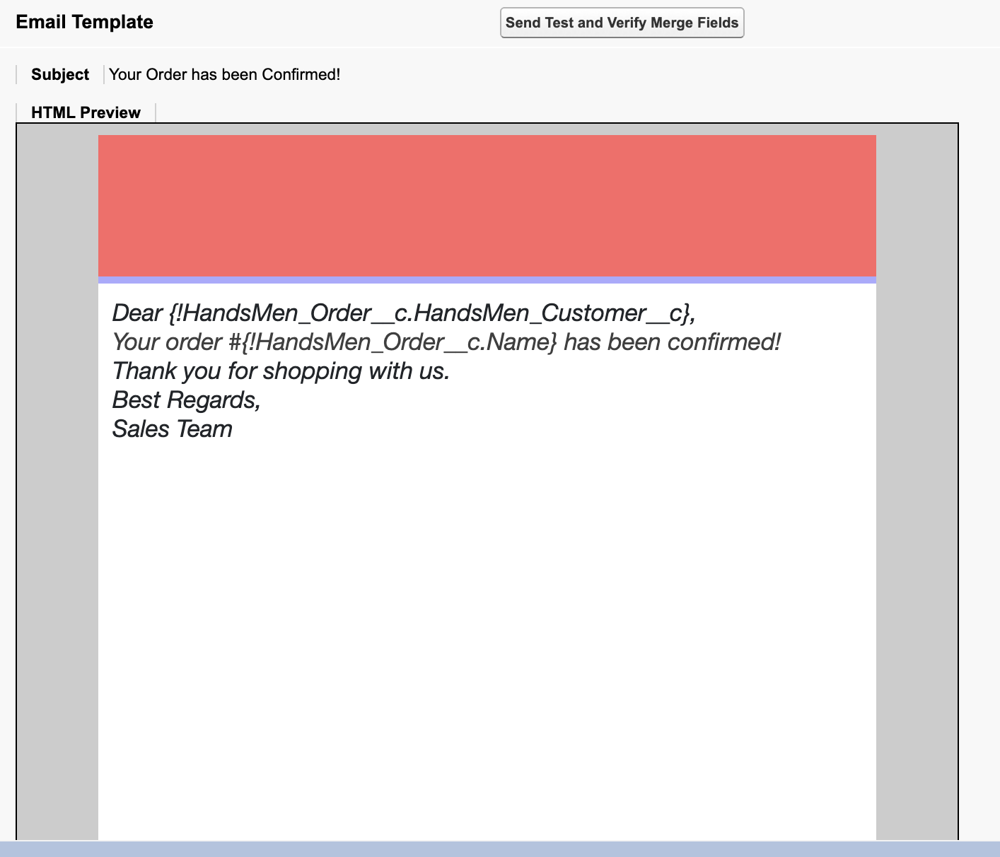 Email Template
Send Test and Verify Merge Fields
Subject
Your Order has been Confirmed!
HTML Preview
Dear {!HandsMen_Order__c.HandsMen_Customer__c},
Your order #{!HandsMen_Order__c.Name} has been confirmed!
Thank you for shopping with us.
Best Regards,
Sales Team